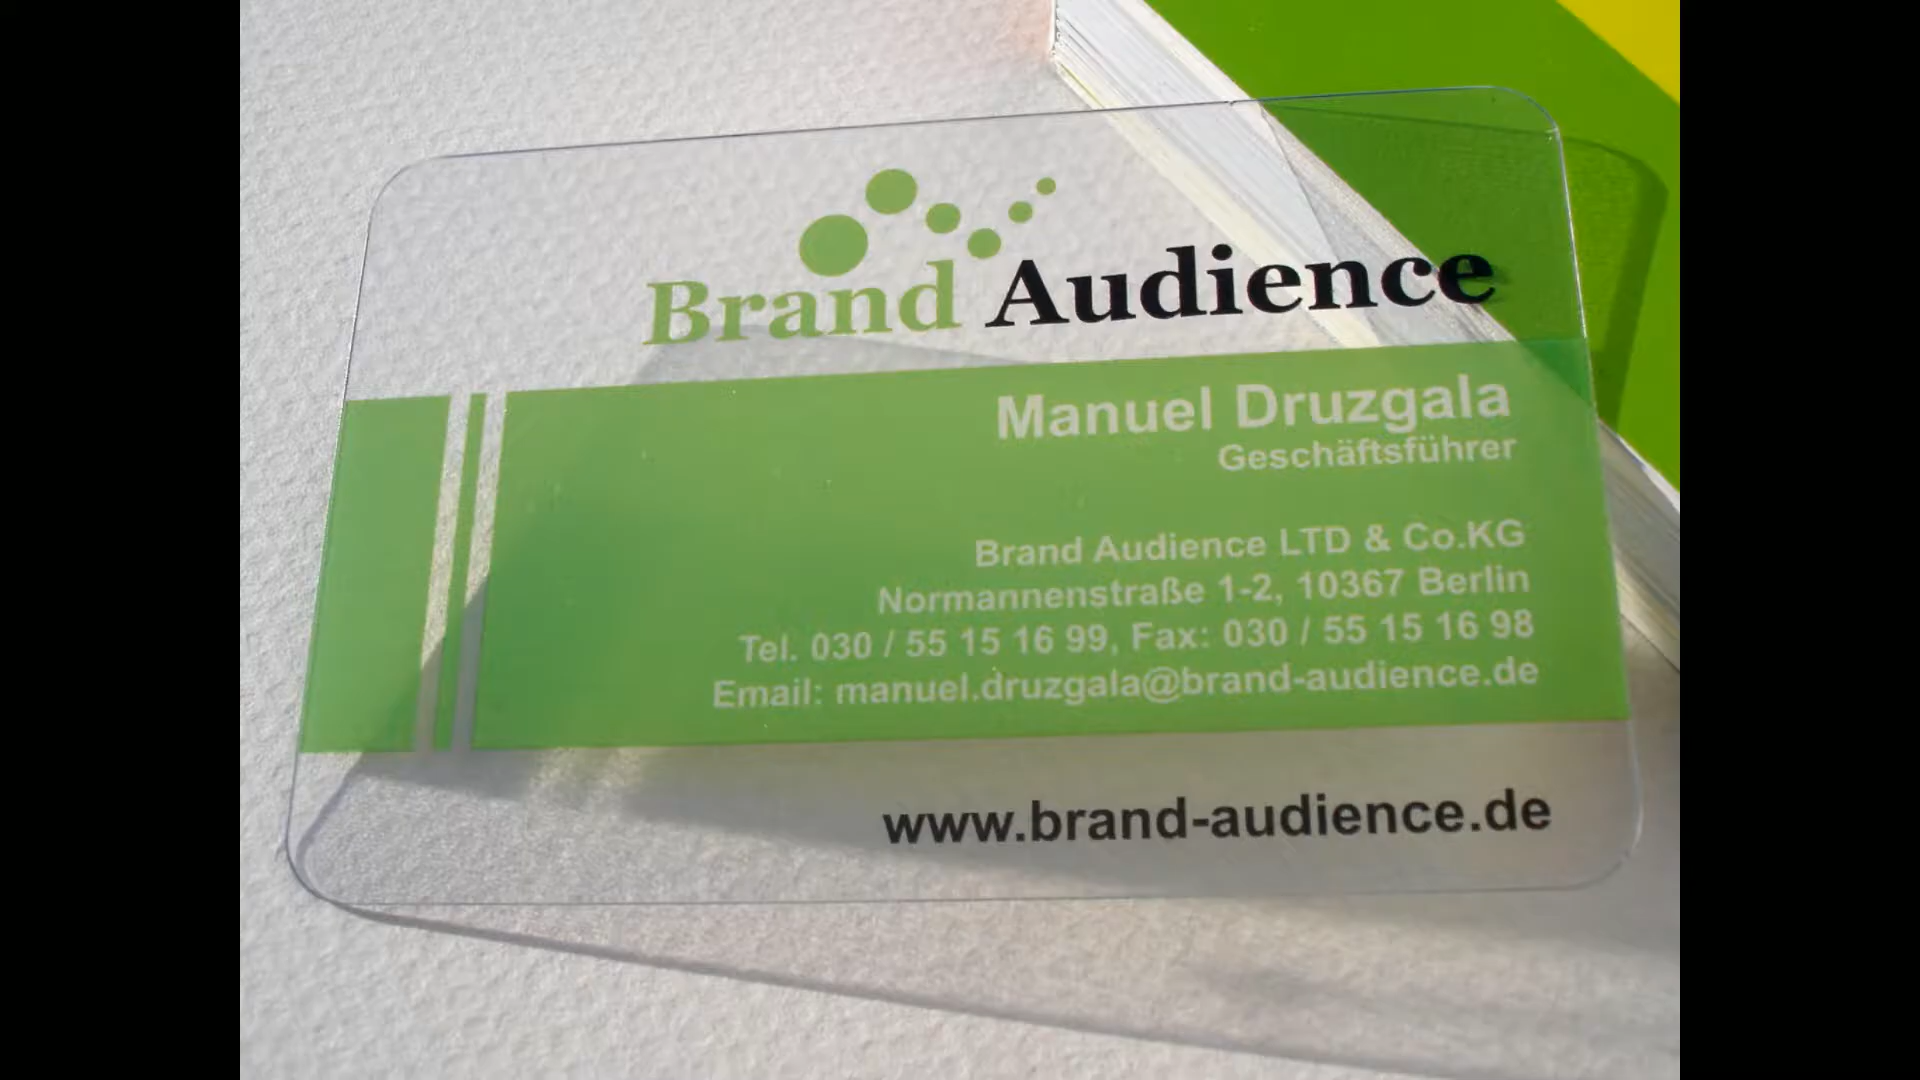 Brand Audience
Manuel Druzgala
Geschäftsführer
Brand Audience LTD & Co.KG
Normannenstraße 1-2, 10367 Berlin
Tel. 030 / 55 15 16 99, Fax: 030 / 55 15 16 98
Email: manuel.druzgala@brand-audience.de
www.brand-audience.de